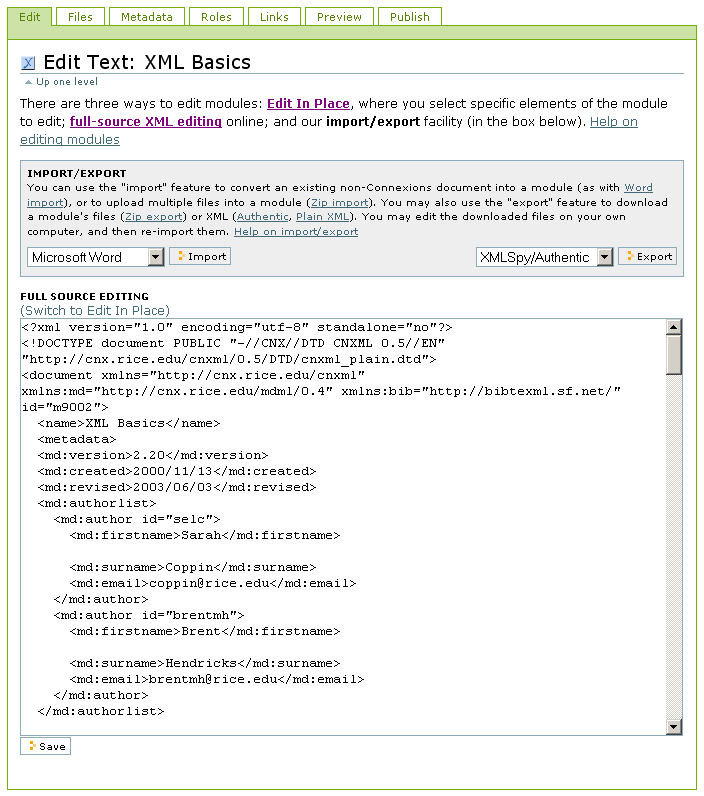 Edit Files Metadata Roles Links Preview Publish
X Edit Text: XML Basics
Up one level
There are three ways to edit modules: Edit In Place, where you select specific elements of the module
to edit; full-source XML editing online; and our import/export facility (in the box below). Help on
editing modules
IMPORT/EXPORT
You can use the "import" feature to convert an existing non-Connexions document into a module (as with Word
import), or to upload multiple files into a module (Zip import). You may also use the "export" feature to download
a module's files (Zip export) or XML (Authentic, Plain XML). You may edit the downloaded files on your own
computer, and then re-import them. Help on import/export
Microsoft Word Import XMLSpy/Authentic Export
FULL SOURCE EDITING
(Switch to Edit In Place)
<?xml version="1.0" encoding="utf-8" standalone="no"?>
<!DOCTYPE document PUBLIC "-//CNX//DTD CNXML 0.5//EN"
"http://cnx.rice.edu/cnxml/0.5/DTD/cnxml_plain.dtd">
<document xmlns="http://cnx.rice.edu/cnxml"
xmlns:md="http://cnx.rice.edu/mdml/0.4" xmlns:bib="http://bibtexml.sf.net/"
id="m9002">
  <name>XML Basics</name>
  <metadata>
  <md:version>2.20</md:version>
  <md:created>2000/11/13</md:created>
  <md:revised>2003/06/03</md:revised>
  <md:authorlist>
    <md:author id="selc">
      <md:firstname>Sarah</md:firstname>
      <md:surname>Coppin</md:surname>
      <md:email>coppin@rice.edu</md:email>
    </md:author>
    <md:author id="brentmh">
      <md:firstname>Brent</md:firstname>
      <md:surname>Hendricks</md:surname>
      <md:email>brentmh@rice.edu</md:email>
    </md:author>
  </md:authorlist>
Save